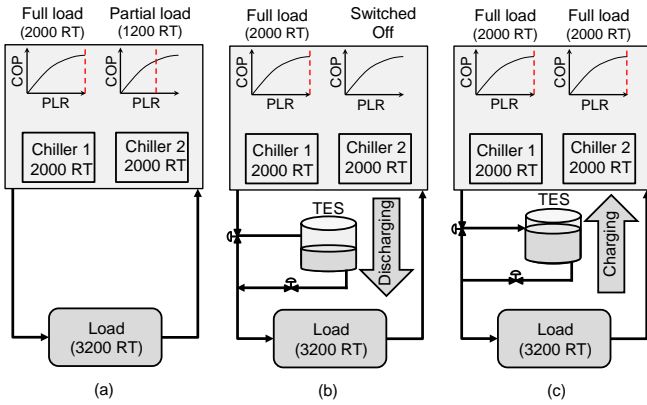 Full load
(2000 RT)
Partial load
(1200 RT)
COP
PLR
COP
PLR
Chiller 1
2000 RT
Chiller 2
2000 RT
Load
(3200 RT)
(a)
Full load
(2000 RT)
Switched
Off
COP
PLR
COP
PLR
Chiller 1
2000 RT
Chiller 2
2000 RT
TES
Discharging
Load
(3200 RT)
(b)
Full load
(2000 RT)
Full load
(2000 RT)
COP
PLR
COP
PLR
Chiller 1
2000 RT
Chiller 2
2000 RT
TES
Charging
Load
(3200 RT)
(c)